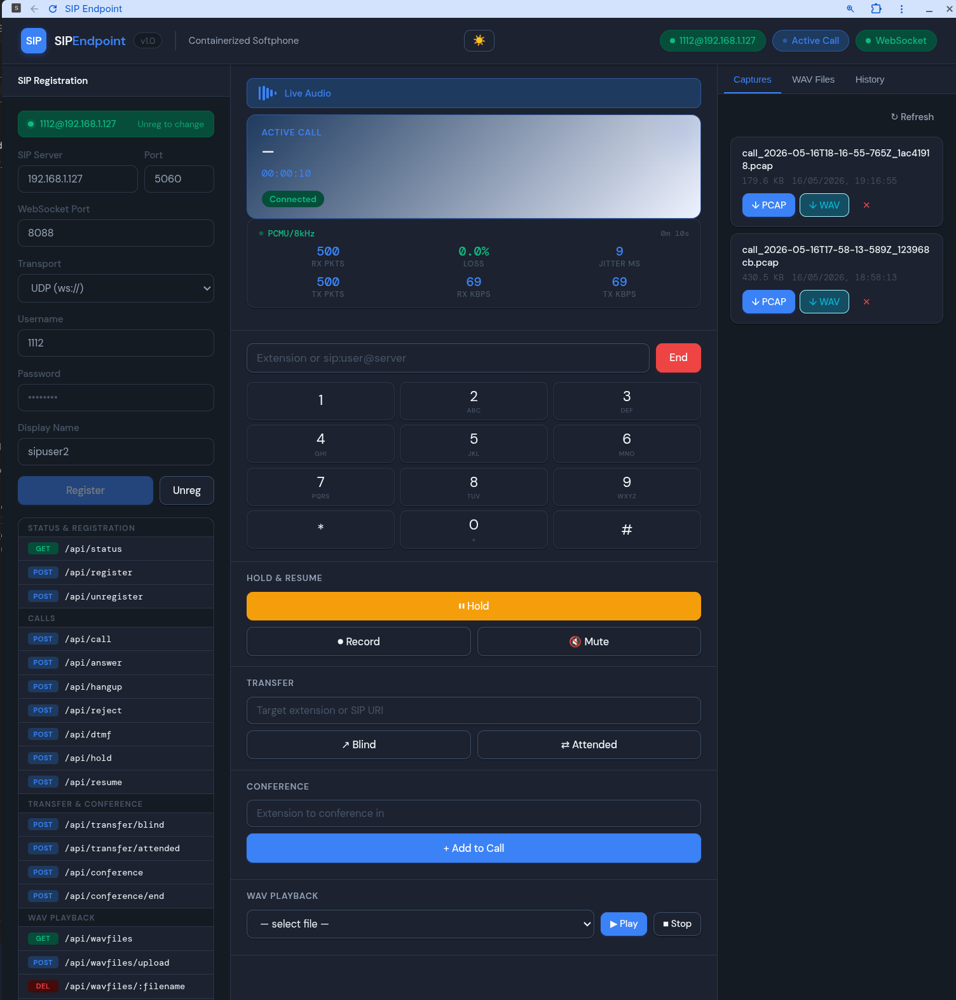 SIP Endpoint
SIP SIPEndpoint v1.0 Containerized Softphone
1112@192.168.1.127 Active Call WebSocket
SIP Registration
1112@192.168.1.127 Unreg to change
SIP Server Port
192.168.1.127 5060
WebSocket Port
8088
Transport
UDP (ws://)
Username
1112
Password
••••••••
Display Name
sipuser2
Register Unreg
STATUS & REGISTRATION
GET /api/status
POST /api/register
POST /api/unregister
CALLS
POST /api/call
POST /api/answer
POST /api/hangup
POST /api/reject
POST /api/dtmf
POST /api/hold
POST /api/resume
TRANSFER & CONFERENCE
POST /api/transfer/blind
POST /api/transfer/attended
POST /api/conference
POST /api/conference/end
WAV PLAYBACK
GET /api/wavfiles
POST /api/wavfiles/upload
DEL /api/wavfiles/:filename
Live Audio
ACTIVE CALL
—
00:00:10
Connected
PCMU/8kHz 0m 10s
500 0.0% 9
RX PKTS LOSS JITTER MS
500 69 69
TX PKTS RX KBPS TX KBPS
Extension or sip:user@server End
1 2 3
ABC DEF
4 5 6
GHI JKL MNO
7 8 9
PQRS TUV WXYZ
* 0 #
+
HOLD & RESUME
⏸ Hold
⏺ Record 🔇 Mute
TRANSFER
Target extension or SIP URI
↗ Blind ⇄ Attended
CONFERENCE
Extension to conference in
+ Add to Call
WAV PLAYBACK
— select file — ▶ Play ■ Stop
Captures WAV Files History
↻ Refresh
call_2026-05-16T18-16-55-765Z_1ac4191
8.pcap
179.6 KB 16/05/2026, 19:16:55
↓ PCAP ↓ WAV ✕
call_2026-05-16T17-58-13-589Z_123968
cb.pcap
430.5 KB 16/05/2026, 18:58:13
↓ PCAP ↓ WAV ✕